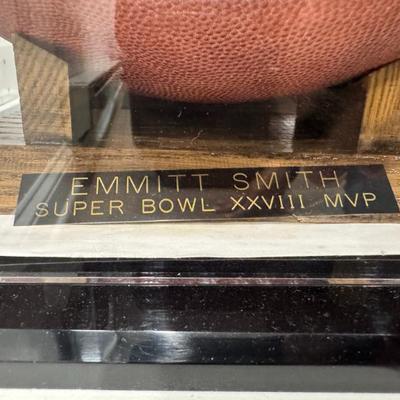 EMMITT SMITH
SUPER BOWL XXVIII MVP